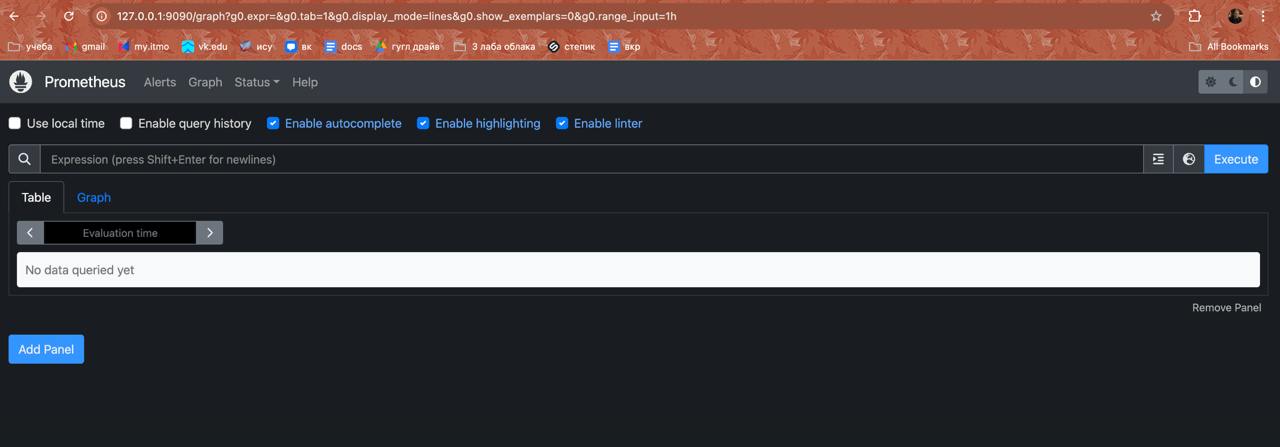 127.0.0.1:9090/graph?g0.expr=&g0.tab=1&g0.display_mode=lines&g0.show_exemplars=0&g0.range_input=1h
учеба gmail my.itmo vk.edu ису вк docs гугл драйв 3 лаба облака степик вкр All Bookmarks
Prometheus Alerts Graph Status Help
Use local time Enable query history Enable autocomplete Enable highlighting Enable linter
Expression (press Shift+Enter for newlines) Execute
Table Graph
Evaluation time
No data queried yet
Remove Panel
Add Panel